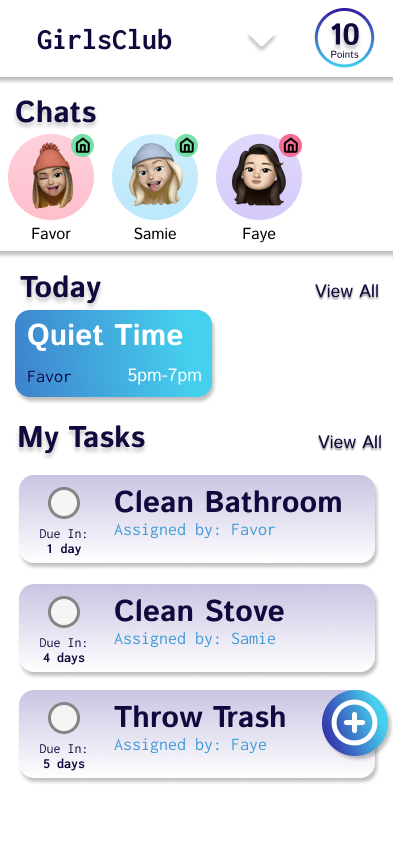 GirlsClub
10
Points
Chats
Favor
Samie
Faye
Today
View All
Quiet Time
Favor
5pm-7pm
My Tasks
View All
Clean Bathroom
Assigned by: Favor
Due In:
1 day
Clean Stove
Assigned by: Samie
Due In:
4 days
Throw Trash
Assigned by: Faye
Due In:
5 days